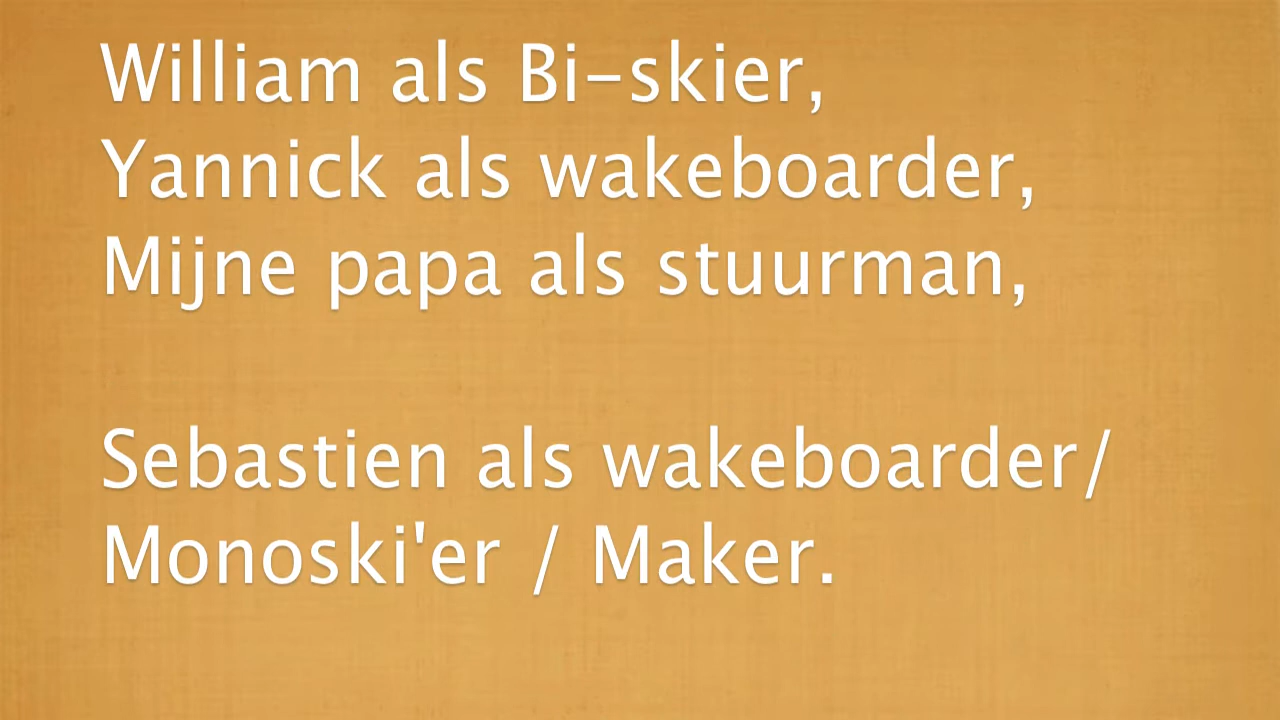 William als Bi-skier,
Yannick als wakeboarder,
Mijne papa als stuurman,
Sebastien als wakeboarder/
Monoski'er / Maker.